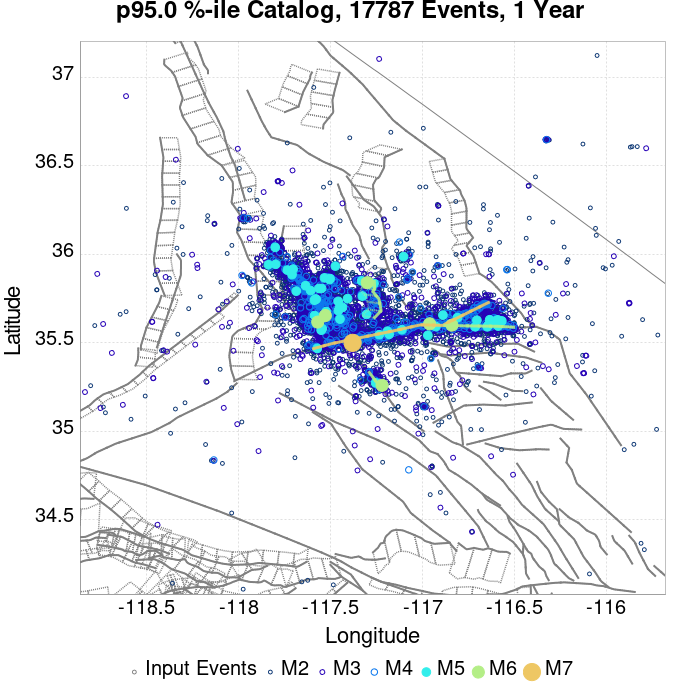 p95.0 %-ile Catalog, 17787 Events, 1 Year
37
36.5
36
35.5
35
34.5
Latitude
-118.5 -118 -117.5 -117 -116.5 -116
Longitude
Input Events M2 M3 M4 M5 M6 M7